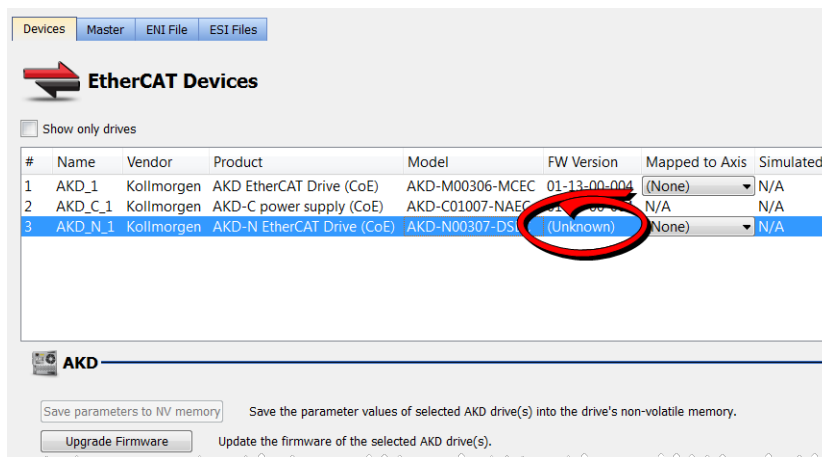 Devices Master ENI File ESI Files
EtherCAT Devices
Show only drives
# Name Vendor Product Model FW Version Mapped to Axis Simulated
1 AKD_1 Kollmorgen AKD EtherCAT Drive (CoE) AKD-M00306-MCEC 01-13-00-004 (None) N/A
2 AKD_C_1 Kollmorgen AKD-C power supply (CoE) AKD-C01007-NAEC N/A N/A
3 AKD_N_1 Kollmorgen AKD-N EtherCAT Drive (CoE) (Unknown) (None) N/A
AKD
Save parameters to NV memory Save the parameter values of selected AKD drive(s) into the drive's non-volatile memory.
Upgrade Firmware Update the firmware of the selected AKD drive(s).